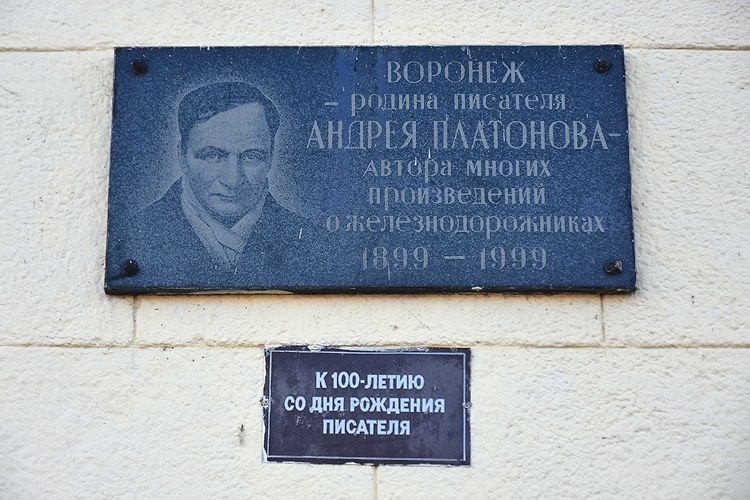 ВОРОНЕЖ
– РОДИНА ПИСАТЕЛЯ
АНДРЕЯ ПЛАТОНОВА –
АВТОРА МНОГИХ
ПРОИЗВЕДЕНИЙ
О ЖЕЛЕЗНОДОРОЖНИКАХ
1899 – 1999
К 100-ЛЕТИЮ
СО ДНЯ РОЖДЕНИЯ
ПИСАТЕЛЯ